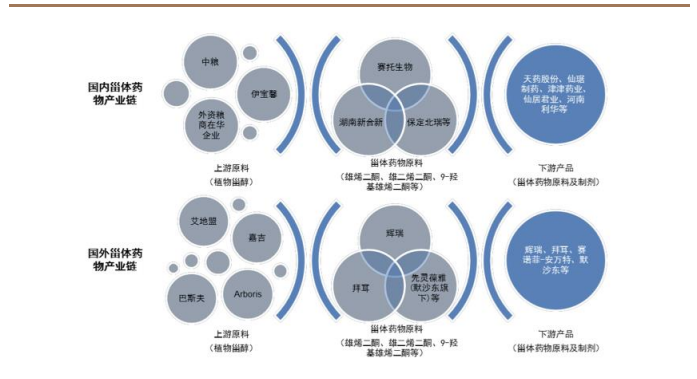 国内甾体药
物产业链
中粮
伊宝馨
外资粮
商在华
企业
上游原料
（植物甾醇）
赛托生物
湖南新合新
保定北瑞等
甾体药物原料
（雄烯二酮、雄二烯二酮、9-羟
基雄烯二酮等）
天药股份、仙琚
制药、津津药业、
仙居君业、河南
利华等
下游产品
（甾体药物原料及制剂）
国外甾体药
物产业链
艾地盟
嘉吉
巴斯夫
Arboris
上游原料
（植物甾醇）
辉瑞
拜耳
先灵葆雅
(默沙东旗
下)等
甾体药物原料
（雄烯二酮、雄二烯二酮、9-羟
基雄烯二酮等）
辉瑞、拜耳、赛
诺菲-安万特、默
沙东等
下游产品
（甾体药物原料及制剂）